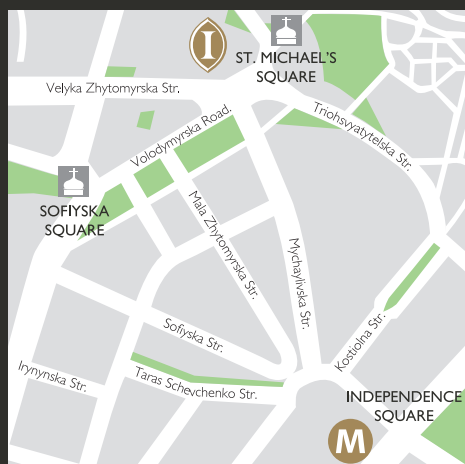 I
ST. MICHAEL'S
SQUARE
Velyka Zhytomyrska Str.
Volodymyrska Road.
Triohsvyatytelska Str.
SOFIYSKA
SQUARE
Mala Zhytomyrska Str.
Mychaylivska Str.
Sofiyska Str.
Kostiolna Str.
Irynynska Str.
Taras Schevchenko Str.
INDEPENDENCE
SQUARE
M